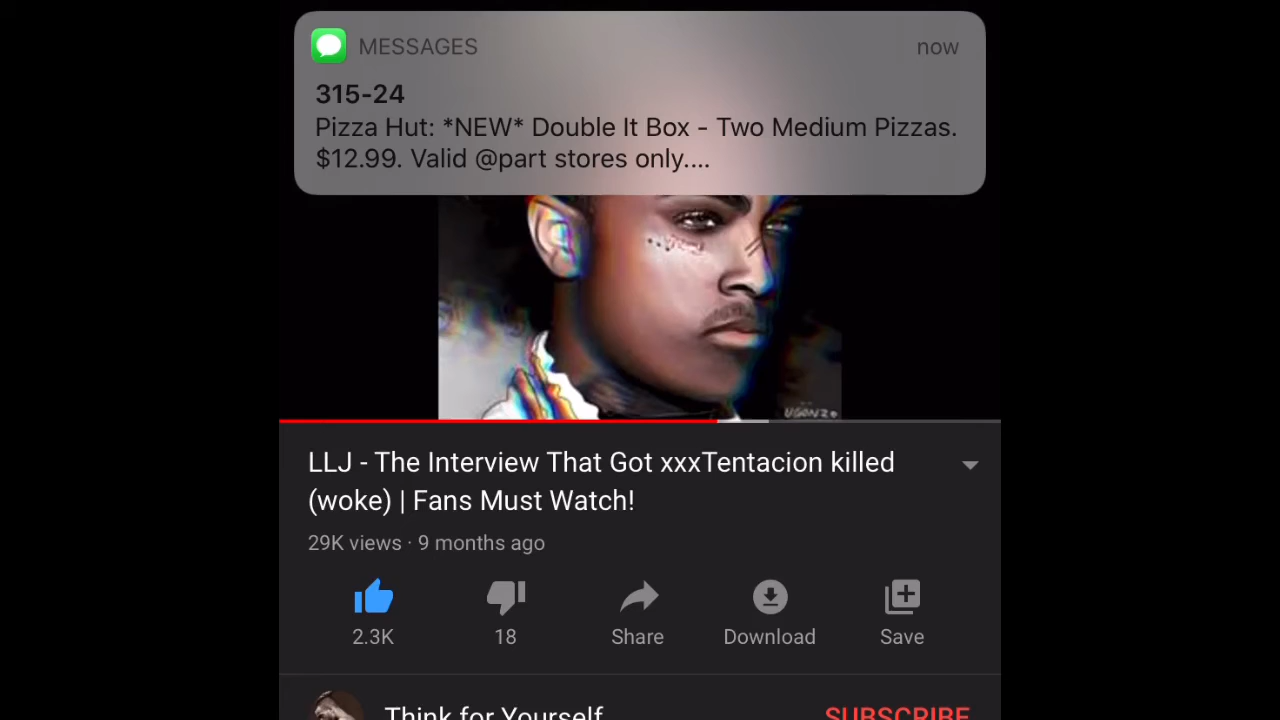 MESSAGES
now
315-24
Pizza Hut: *NEW* Double It Box - Two Medium Pizzas.
$12.99. Valid @part stores only....
UGONZO
LLJ - The Interview That Got xxxTentacion killed
(woke) | Fans Must Watch!
29K views · 9 months ago
2.3K
18
Share
Download
Save
Think for Yourself
SUBSCRIBE